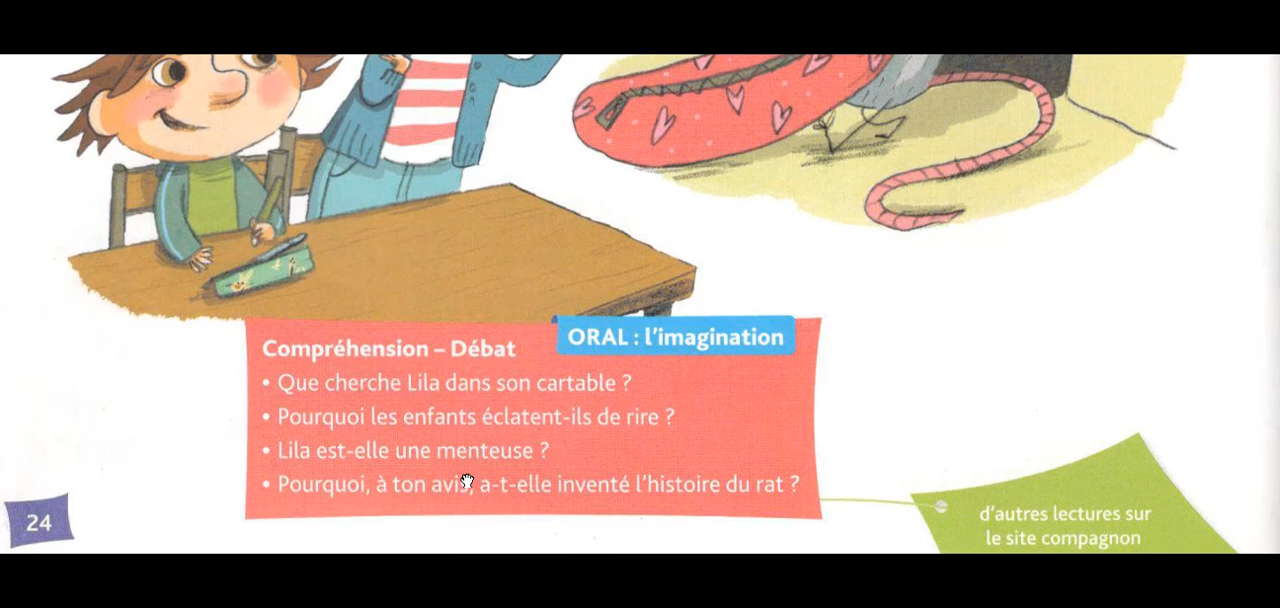 ORAL : l'imagination
Compréhension – Débat
• Que cherche Lila dans son cartable ?
• Pourquoi les enfants éclatent-ils de rire ?
• Lila est-elle une menteuse ?
• Pourquoi, à ton avis, a-t-elle inventé l'histoire du rat ?
24
d'autres lectures sur
le site compagnon